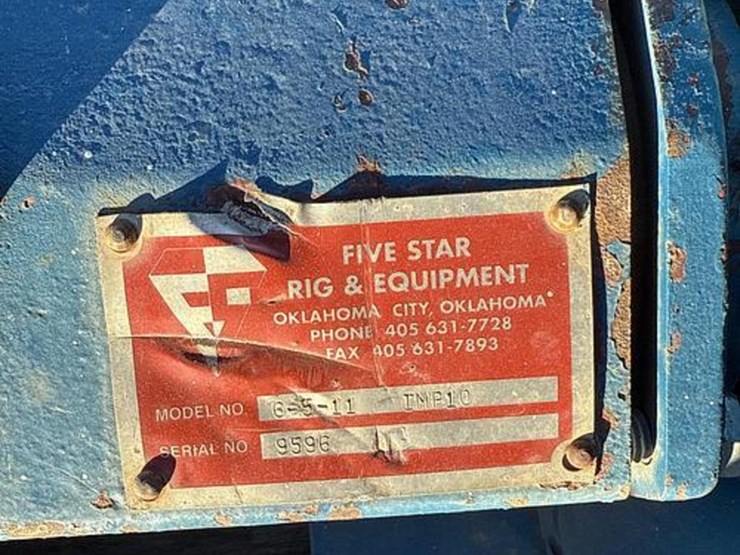 FIVE STAR
RIG & EQUIPMENT
OKLAHOMA CITY, OKLAHOMA
PHONE 405 631-7728
FAX 405 631-7893
MODEL NO 6-5-11 IMP10
SERIAL NO 9596